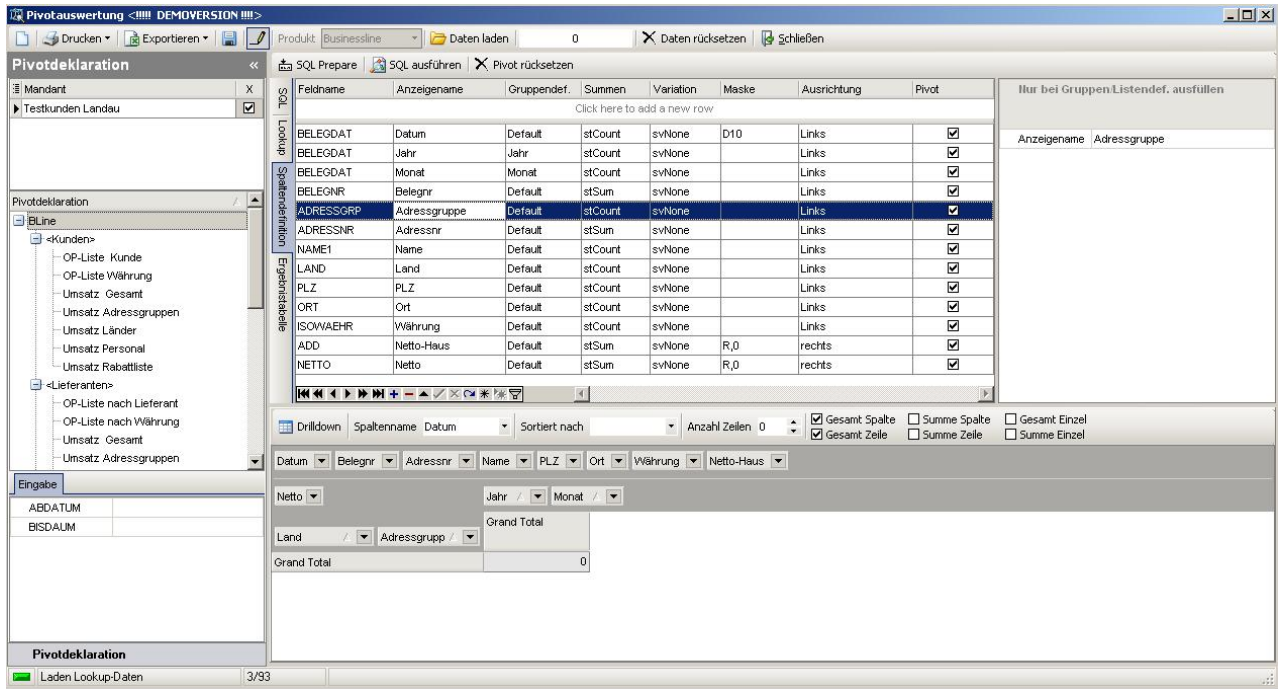 Pivotauswertung <!!!!! DEMOVERSION !!!!>
Drucken Exportieren Produkt Businessline Daten laden 0 Daten rücksetzen Schließen
Pivotdeklaration «
SQL Prepare SQL ausführen Pivot rücksetzen
Mandant X
Testkunden Landau
SQL
Lookup
Spaltendefinition
Ergebnistabelle
Feldname Anzeigename Gruppendef. Summen Variation Maske Ausrichtung Pivot
Click here to add a new row
BELEGDAT Datum Default stCount svNone D10 Links
BELEGDAT Jahr Jahr stCount svNone Links
BELEGDAT Monat Monat stCount svNone Links
BELEGNR Belegnr Default stSum svNone Links
ADRESSGRP Adressgruppe Default stCount svNone Links
ADRESSNR Adressnr Default stSum svNone Links
NAME1 Name Default stCount svNone Links
LAND Land Default stCount svNone Links
PLZ PLZ Default stCount svNone Links
ORT Ort Default stCount svNone Links
ISOWAEHR Währung Default stCount svNone Links
ADD Netto-Haus Default stSum svNone R,0 rechts
NETTO Netto Default stSum svNone R,0 rechts
Nur bei Gruppen/Listendef. ausfüllen
Anzeigename Adressgruppe
Pivotdeklaration
BLine
<Kunden>
OP-Liste Kunde
OP-Liste Währung
Umsatz Gesamt
Umsatz Adressgruppen
Umsatz Länder
Umsatz Personal
Umsatz Rabattliste
<Lieferanten>
OP-Liste nach Lieferant
OP-Liste nach Währung
Umsatz Gesamt
Umsatz Adressgruppen
Eingabe
ABDATUM
BISDAUM
Drilldown Spaltenname Datum Sortiert nach Anzahl Zeilen 0
Gesamt Spalte Summe Spalte Gesamt Einzel
Gesamt Zeile Summe Zeile Summe Einzel
Datum Belegnr Adressnr Name PLZ Ort Währung Netto-Haus
Netto Jahr Monat
Grand Total
Land Adressgrupp
Grand Total 0
Pivotdeklaration
Laden Lookup-Daten 3/93